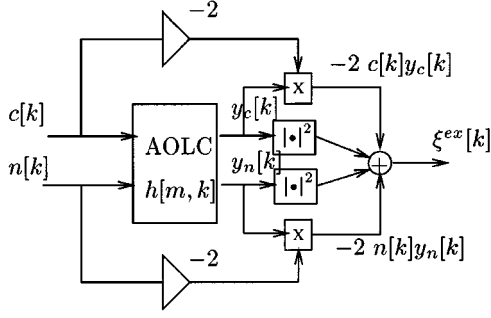 -2
-2 c[k]y_c[k]
x
c[k]
y_c[k]
|•|^2
AOLC
ξ^{ex}[k]
n[k]
y_n[k]
+
h[m, k]
|•|^2
x
-2 n[k]y_n[k]
-2